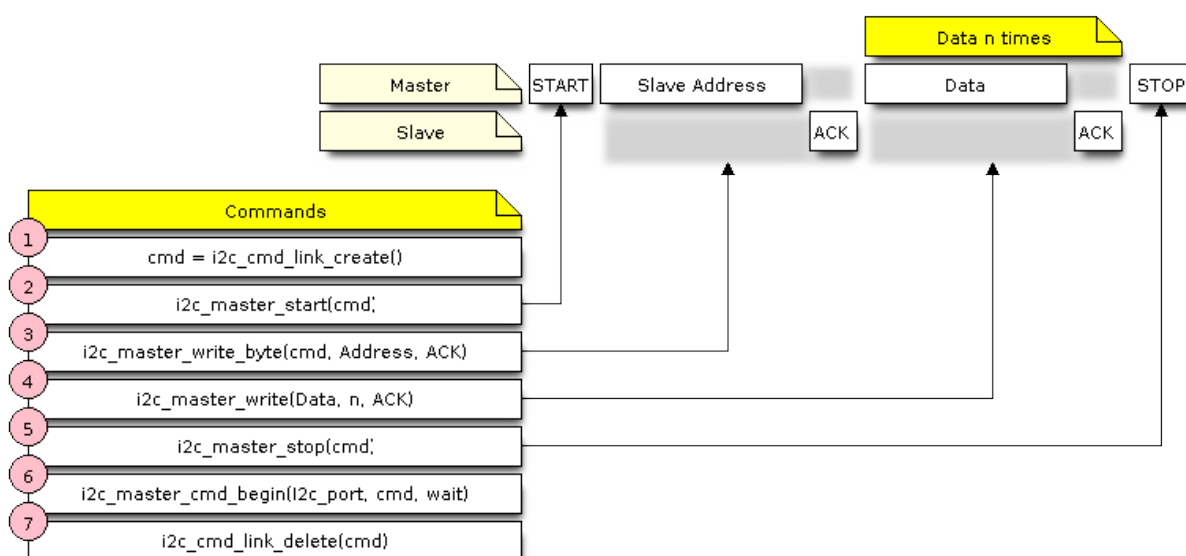 Data n times
Master START Slave Address Data STOP
Slave ACK ACK
Commands
1
cmd = i2c_cmd_link_create()
2
i2c_master_start(cmd;
3
i2c_master_write_byte(cmd, Address, ACK)
4
i2c_master_write(Data, n, ACK)
5
i2c_master_stop(cmd;
6
i2c_master_cmd_begin(I2c_port, cmd, wait)
7
i2c_cmd_link_delete(cmd)